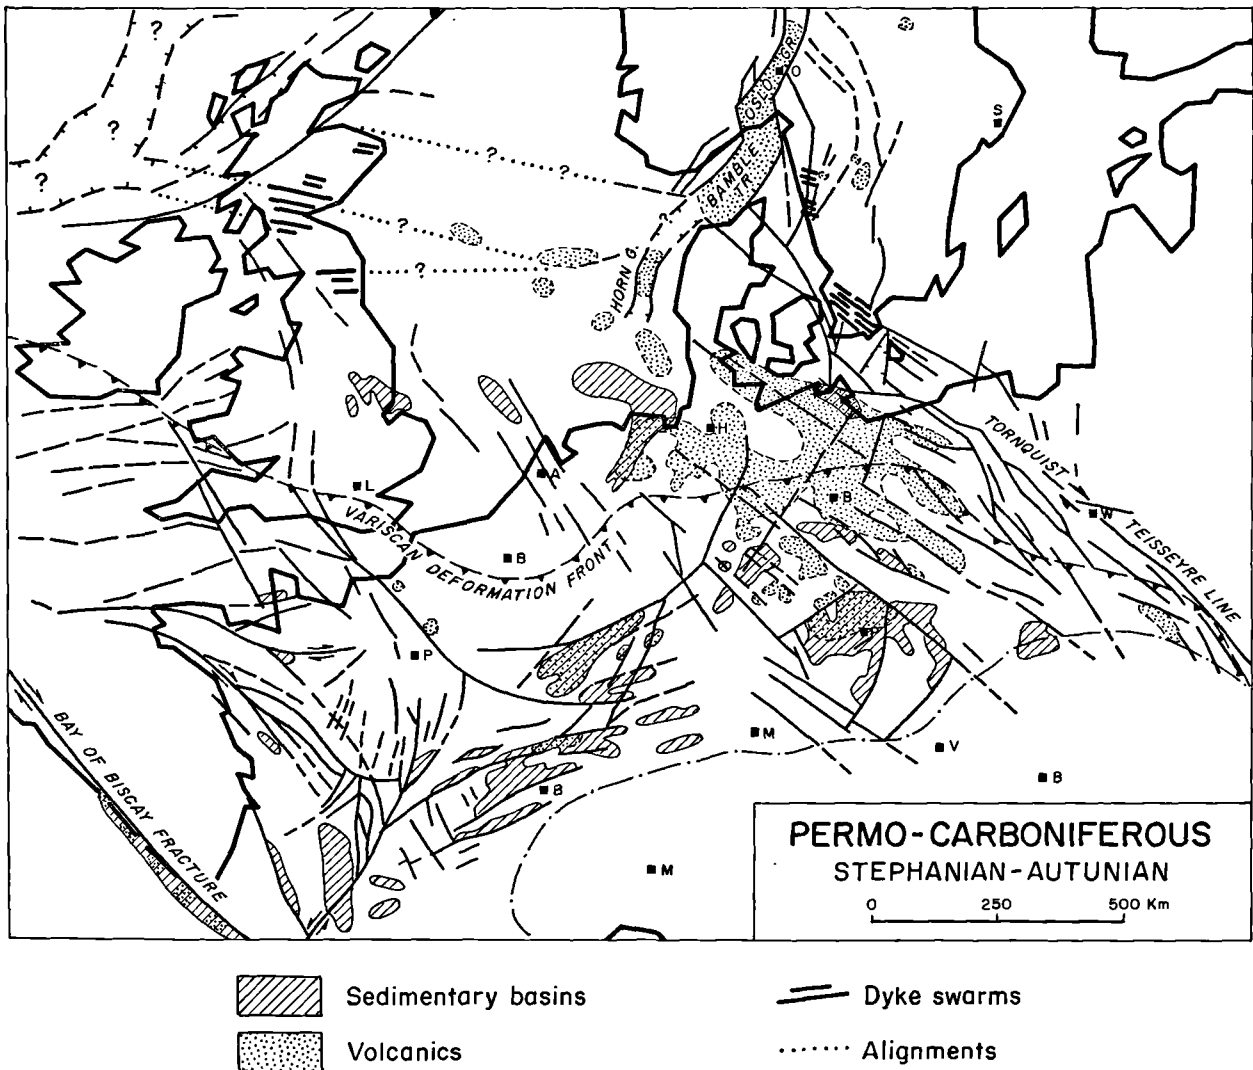 ?
?
?
OSLO GR.
O
S
BAMBLE TR.
?
?
?
?
?
HORN G.
H
TORNQUIST - TEISSEYRE LINE
A
L
B
W
VARISCAN DEFORMATION FRONT
B
P
P
M
V
B
B
M
BAY OF BISCAY FRACTURE
PERMO-CARBONIFEROUS
STEPHANIAN-AUTUNIAN
0 250 500 Km
Sedimentary basins
Dyke swarms
Volcanics
Alignments